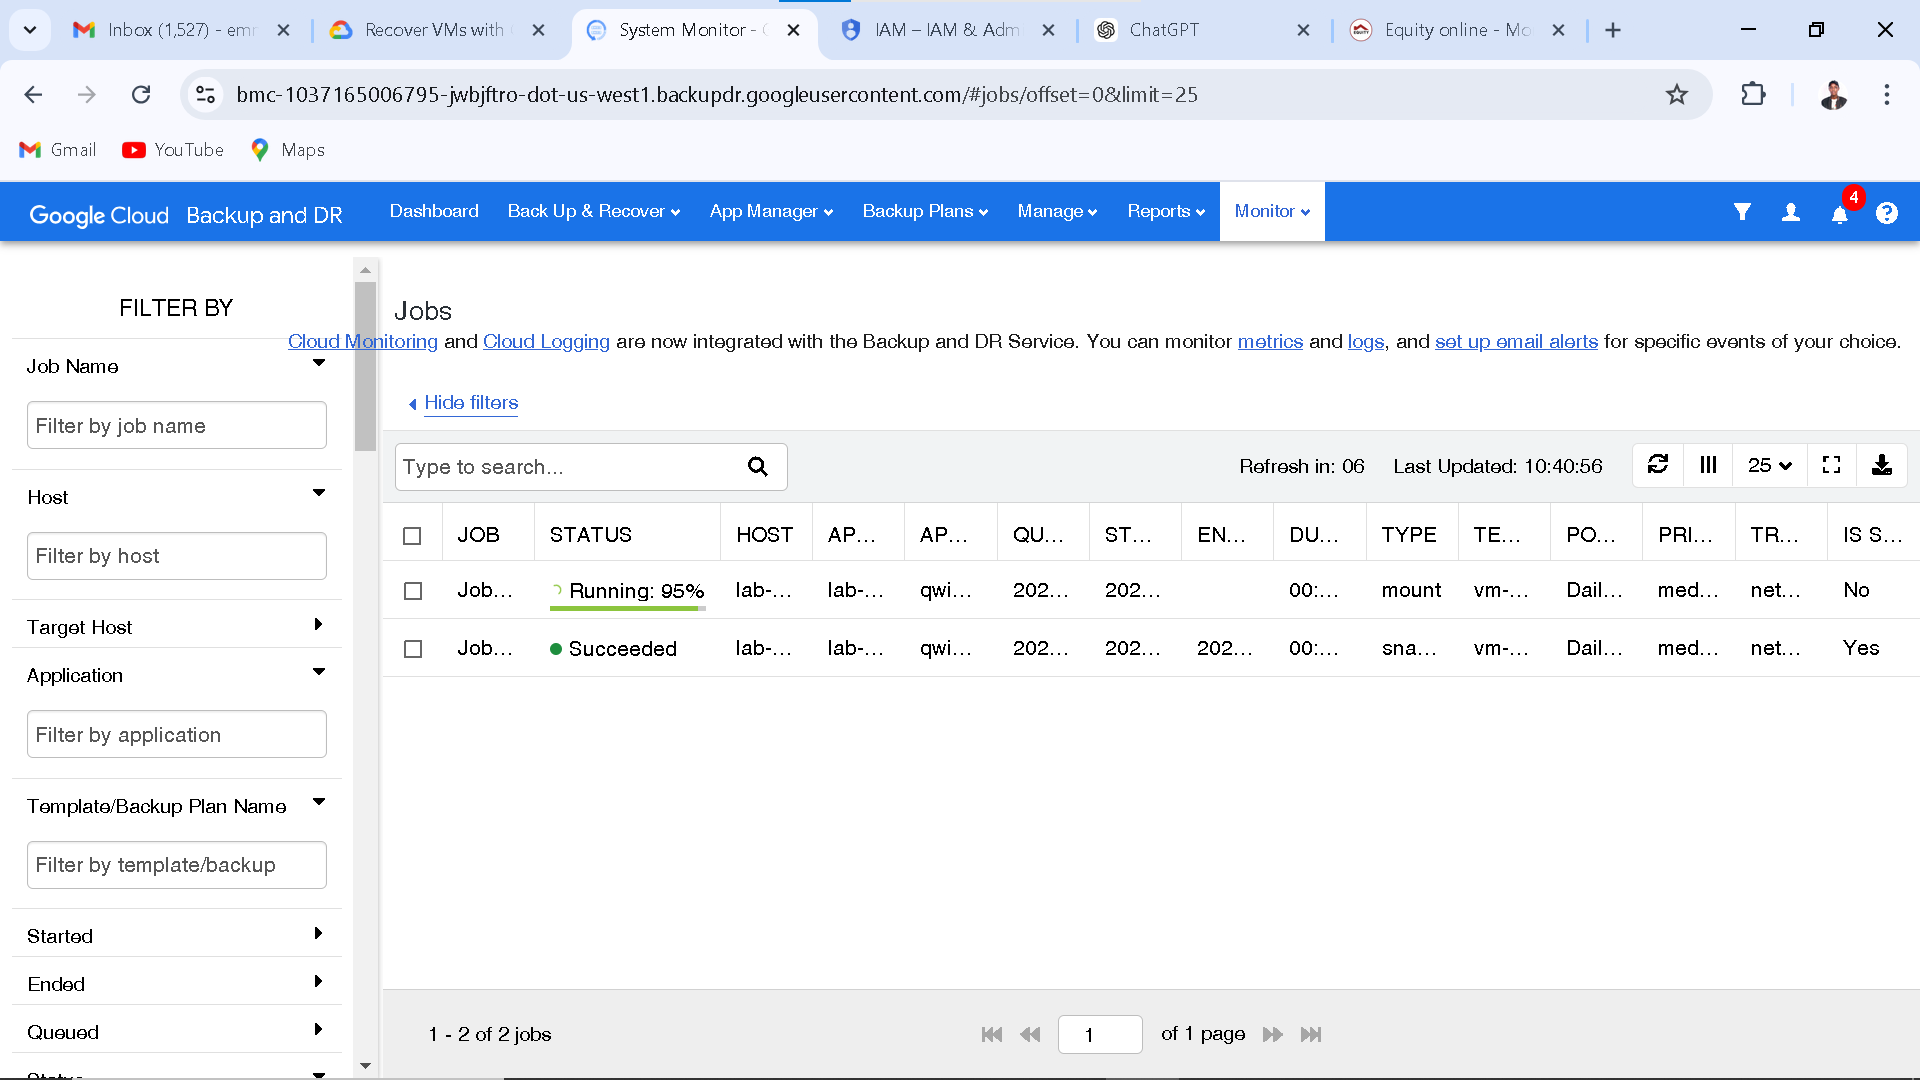 Inbox (1,527) - em
Recover VMs with
System Monitor -
IAM – IAM & Adm
ChatGPT
Equity online - Mo
bmc-1037165006795-jwbjftro-dot-us-west1.backupdr.googleusercontent.com/#jobs/offset=0&limit=25
Gmail
YouTube
Maps
Google Cloud Backup and DR
Dashboard
Back Up & Recover
App Manager
Backup Plans
Manage
Reports
Monitor
4
FILTER BY
Job Name
Filter by job name
Host
Filter by host
Target Host
Application
Filter by application
Template/Backup Plan Name
Filter by template/backup
Started
Ended
Queued
Status
Jobs
Cloud Monitoring and Cloud Logging are now integrated with the Backup and DR Service. You can monitor metrics and logs, and set up email alerts for specific events of your choice.
Hide filters
Type to search...
Refresh in: 06 Last Updated: 10:40:56
25
JOB STATUS HOST AP... AP... QU... ST... EN... DU... TYPE TE... PO... PRI... TR... IS S...
Job... Running: 95% lab-... lab-... qwi... 202... 202... 00:... mount vm-... Dail... med... net... No
Job... Succeeded lab-... lab-... qwi... 202... 202... 202... 00:... sna... vm-... Dail... med... net... Yes
1 - 2 of 2 jobs
1 of 1 page